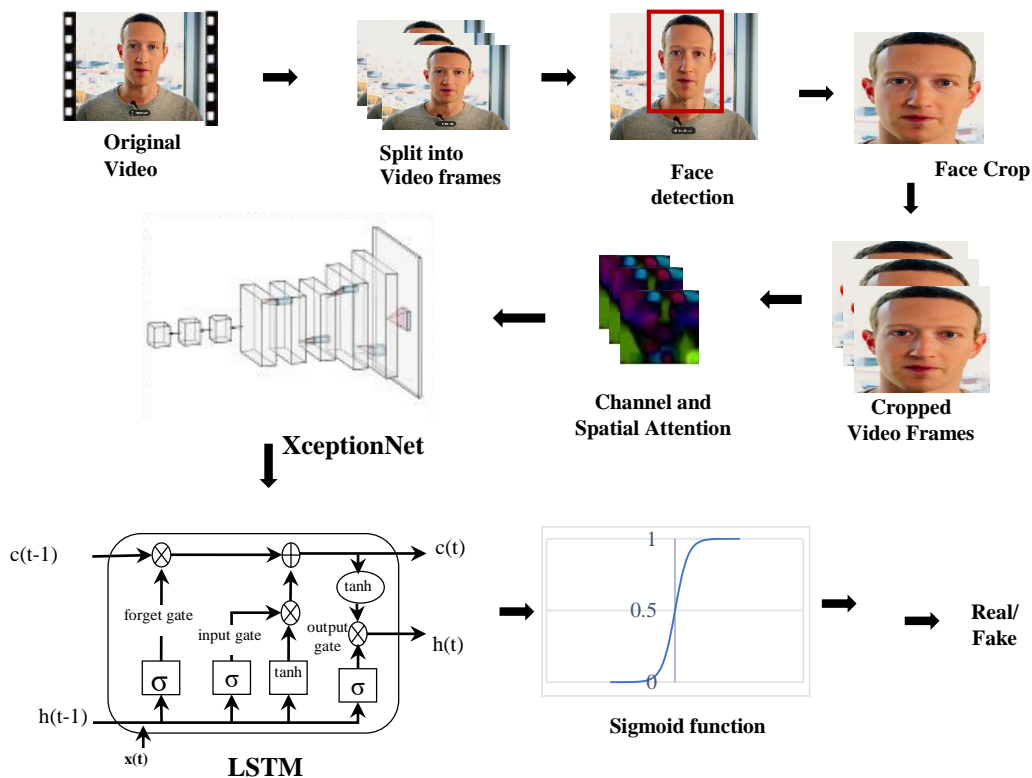 Original
Video
Split into
Video frames
Face
detection
Face Crop
Channel and
Spatial Attention
Cropped
Video Frames
XceptionNet
c(t-1)
c(t)
tanh
forget gate
input gate
output
gate
h(t)
σ
σ
tanh
σ
h(t-1)
x(t)
LSTM
1
0.5
0
Sigmoid function
Real/
Fake